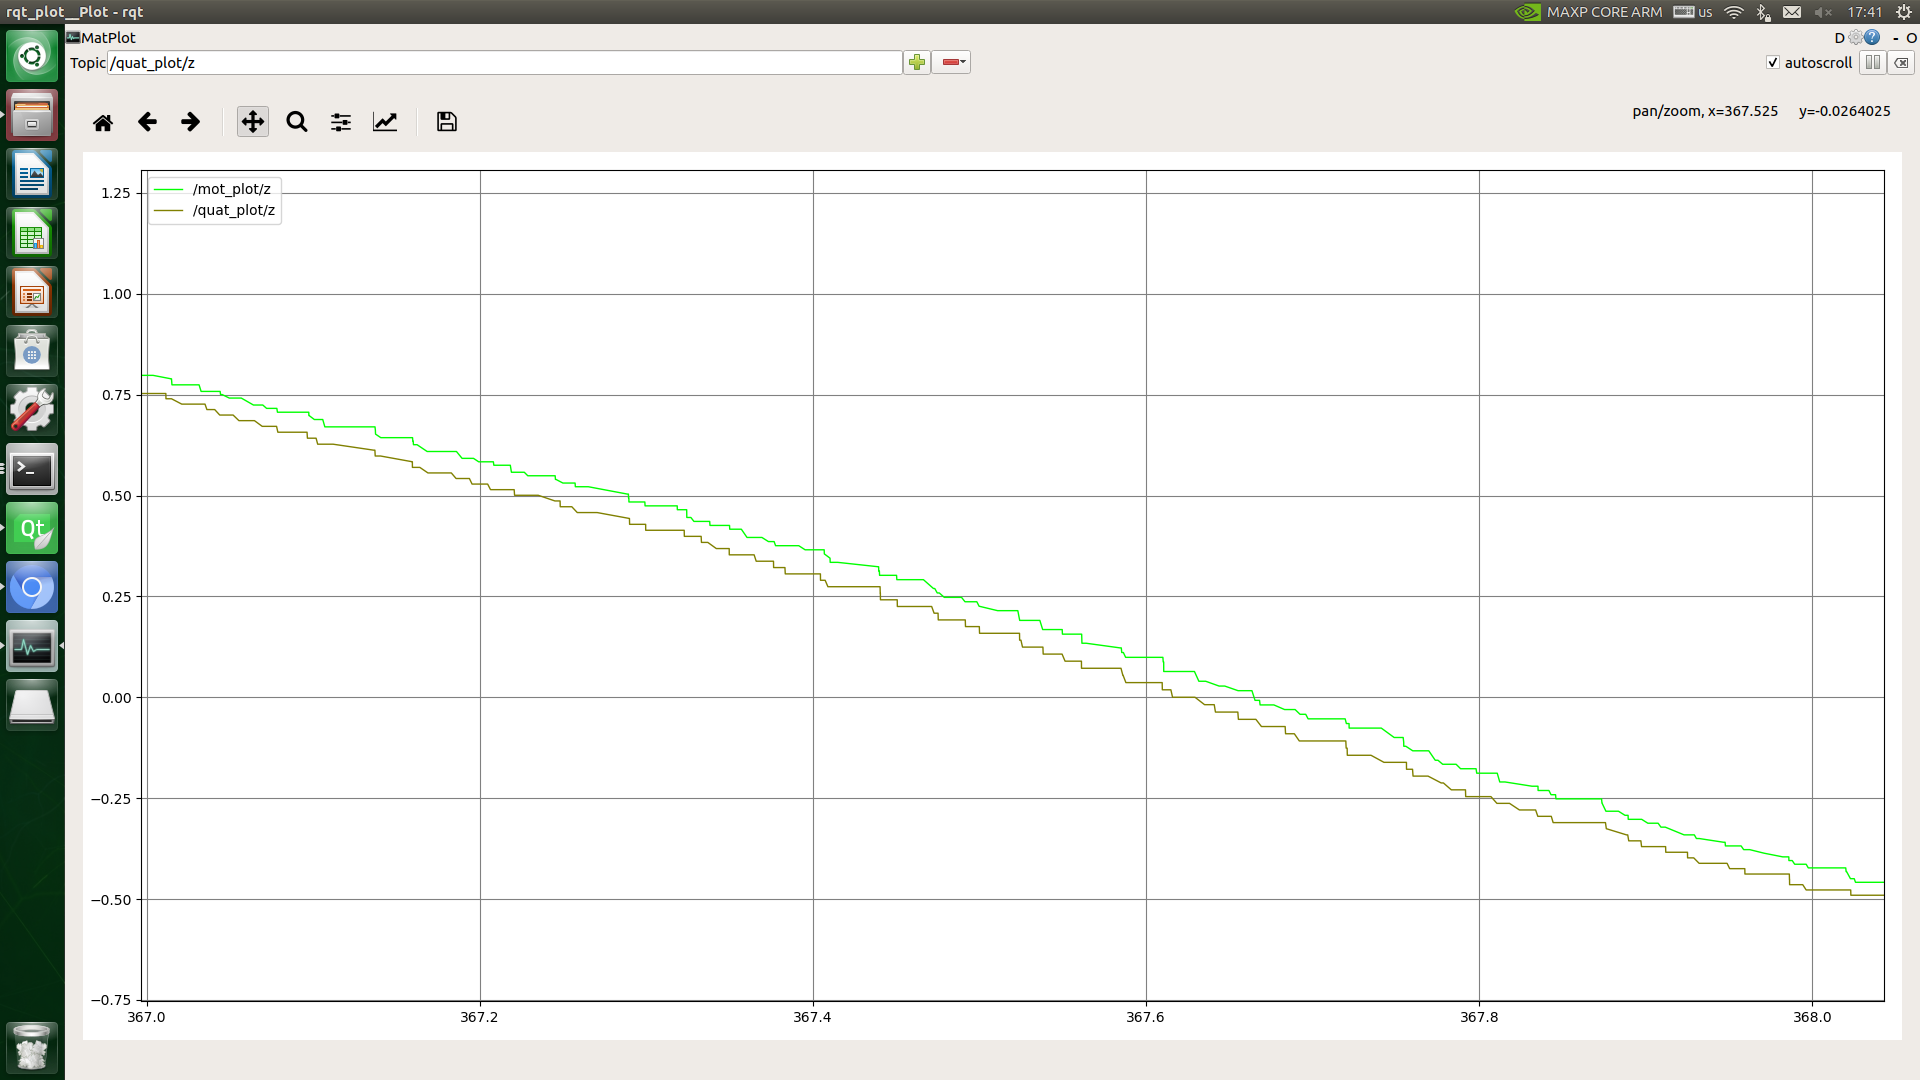 rqt_plot__Plot - rqt
MAXP CORE ARM us 17:41
MatPlot
D ? - O
Topic /quat_plot/z
autoscroll
pan/zoom, x=367.525 y=-0.0264025
/mot_plot/z
/quat_plot/z
1.25
1.00
0.75
0.50
0.25
0.00
−0.25
−0.50
−0.75
367.0 367.2 367.4 367.6 367.8 368.0
>_
Qt